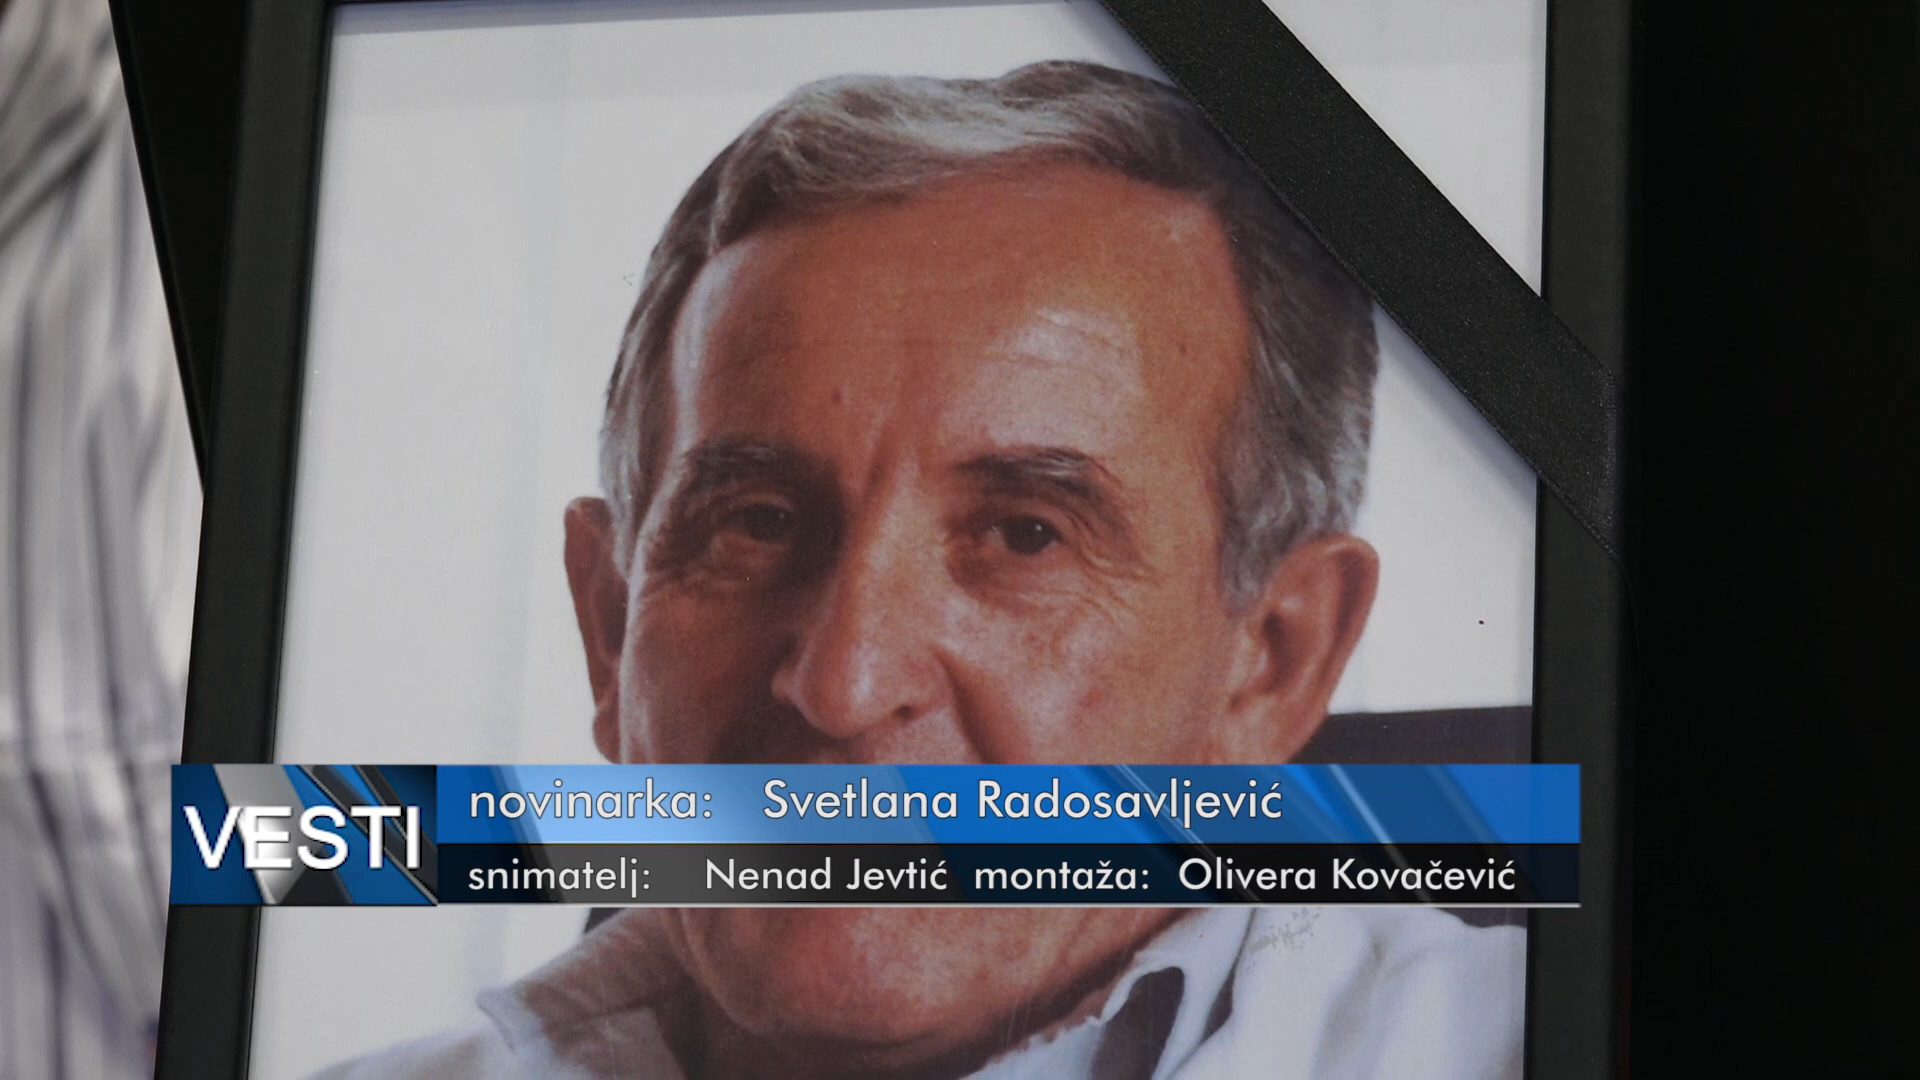 VESTI
novinarka: Svetlana Radosavljević
snimatelj: Nenad Jevtić montaža: Olivera Kovačević